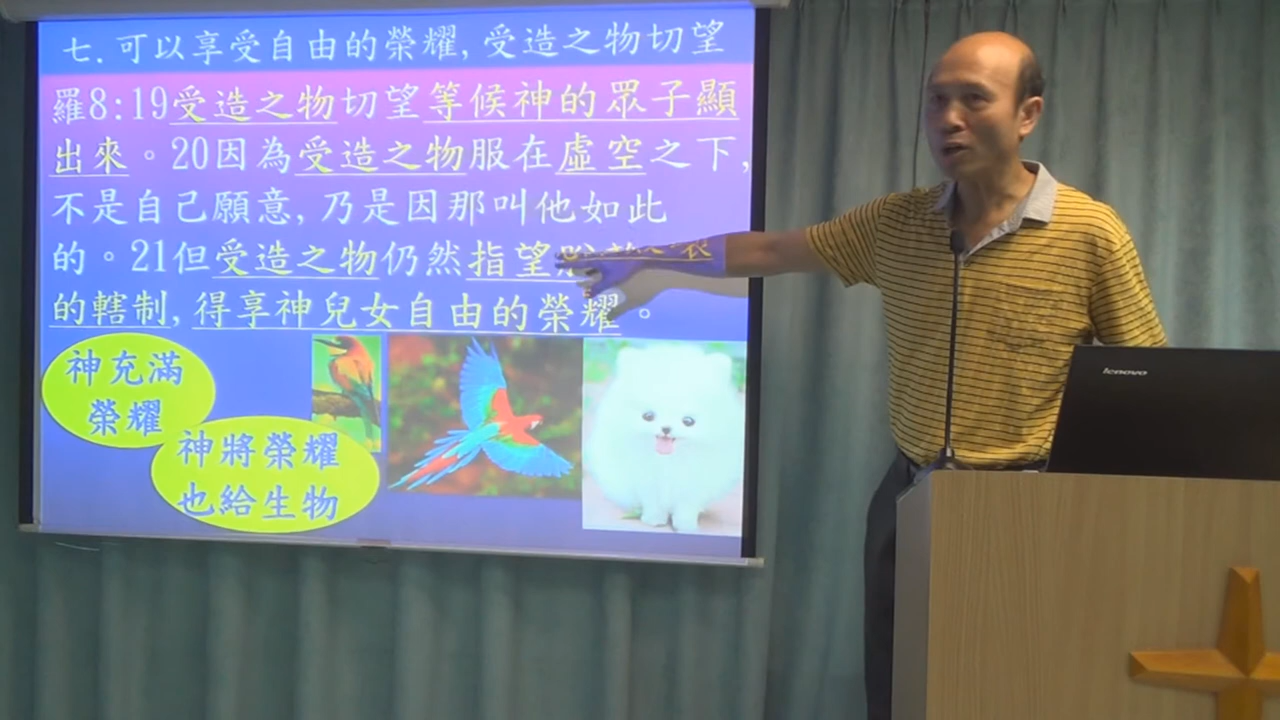 七.可以享受自由的榮耀,受造之物切望
羅8:19受造之物切望等候神的眾子顯
出來。20因為受造之物服在虛空之下,
不是自己願意,乃是因那叫他如此
的。21但受造之物仍然指望脫
的轄制,得享神兒女自由的榮耀。
神充滿
榮耀
神將榮耀
也給生物
lenovo